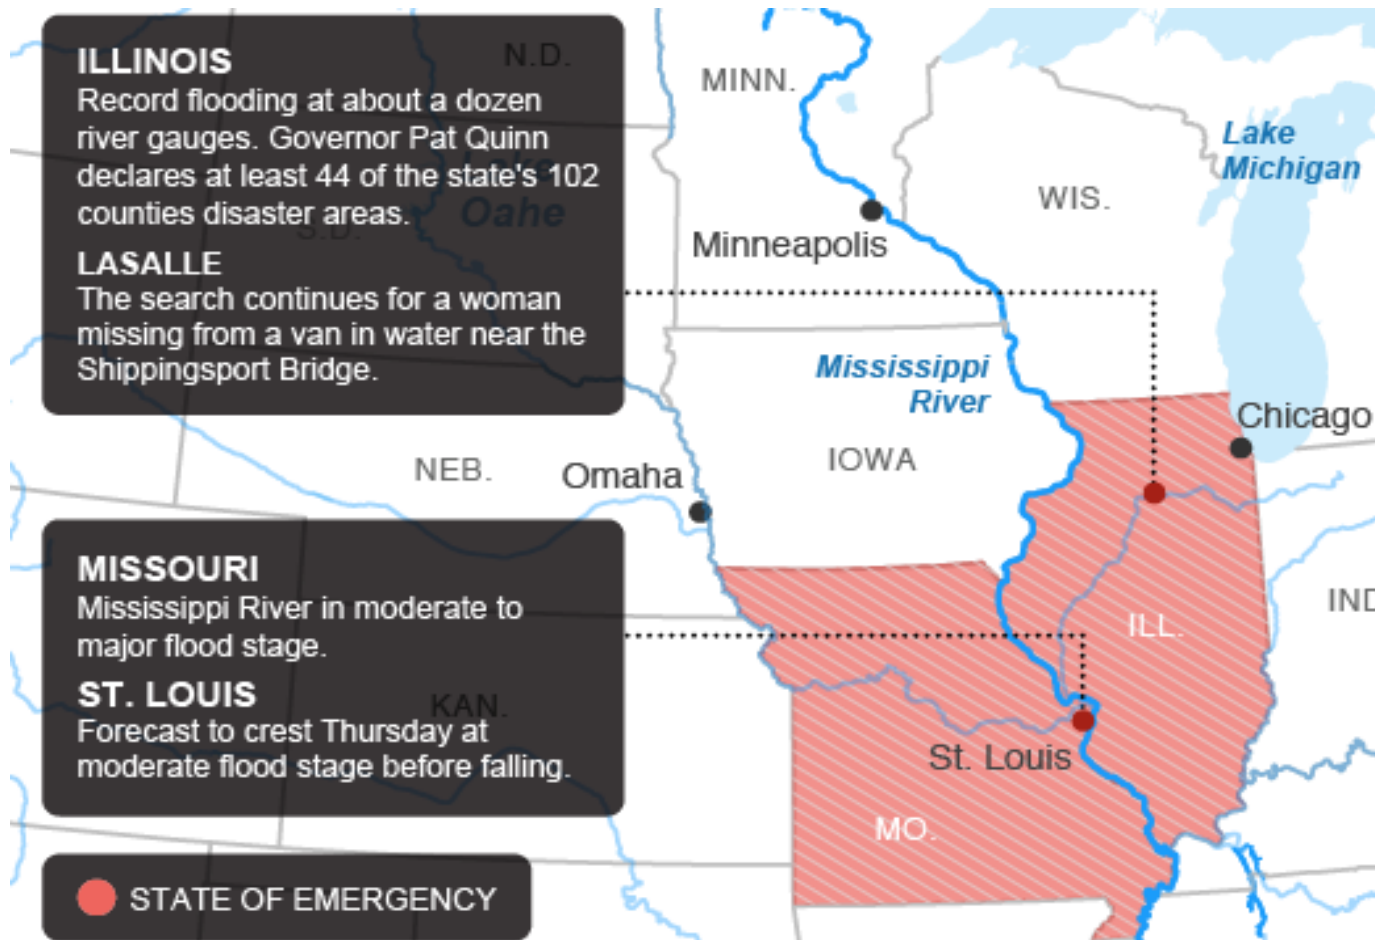 ILLINOIS
Record flooding at about a dozen
river gauges. Governor Pat Quinn
declares at least 44 of the state's 102
counties disaster areas.
LASALLE
The search continues for a woman
missing from a van in water near the
Shippingsport Bridge.
N.D.
Lake
Oahe
S.D.
MINN.
Lake
Michigan
WIS.
Minneapolis
Mississippi
River
Chicago
IOWA
NEB.
Omaha
MISSOURI
Mississippi River in moderate to
major flood stage.
ST. LOUIS
Forecast to crest Thursday at
moderate flood stage before falling.
KAN.
IND
ILL.
St. Louis
MO.
STATE OF EMERGENCY